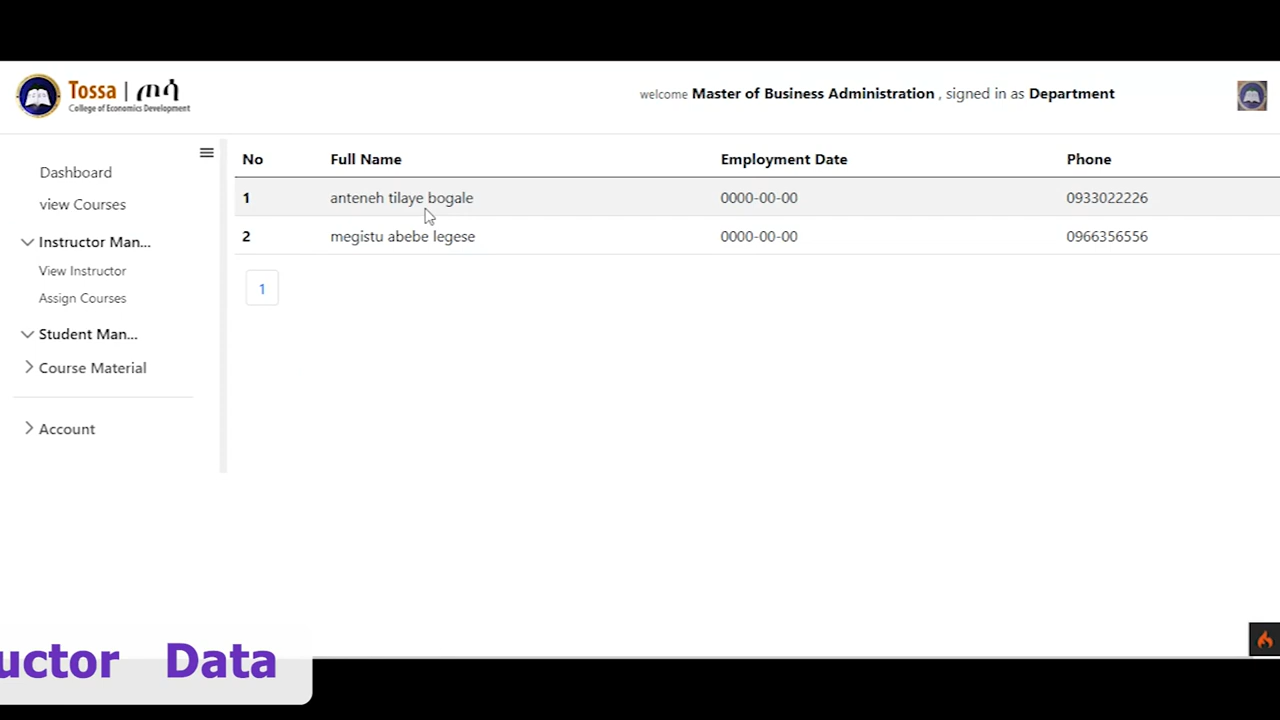 Tossa | ጦሳ
College of Economics Development
welcome Master of Business Administration , signed in as Department
Dashboard
view Courses
Instructor Man...
View Instructor
Assign Courses
Student Man...
Course Material
Account
No Full Name Employment Date Phone
1 anteneh tilaye bogale 0000-00-00 0933022226
2 megistu abebe legese 0000-00-00 0966356556
1
uctor Data